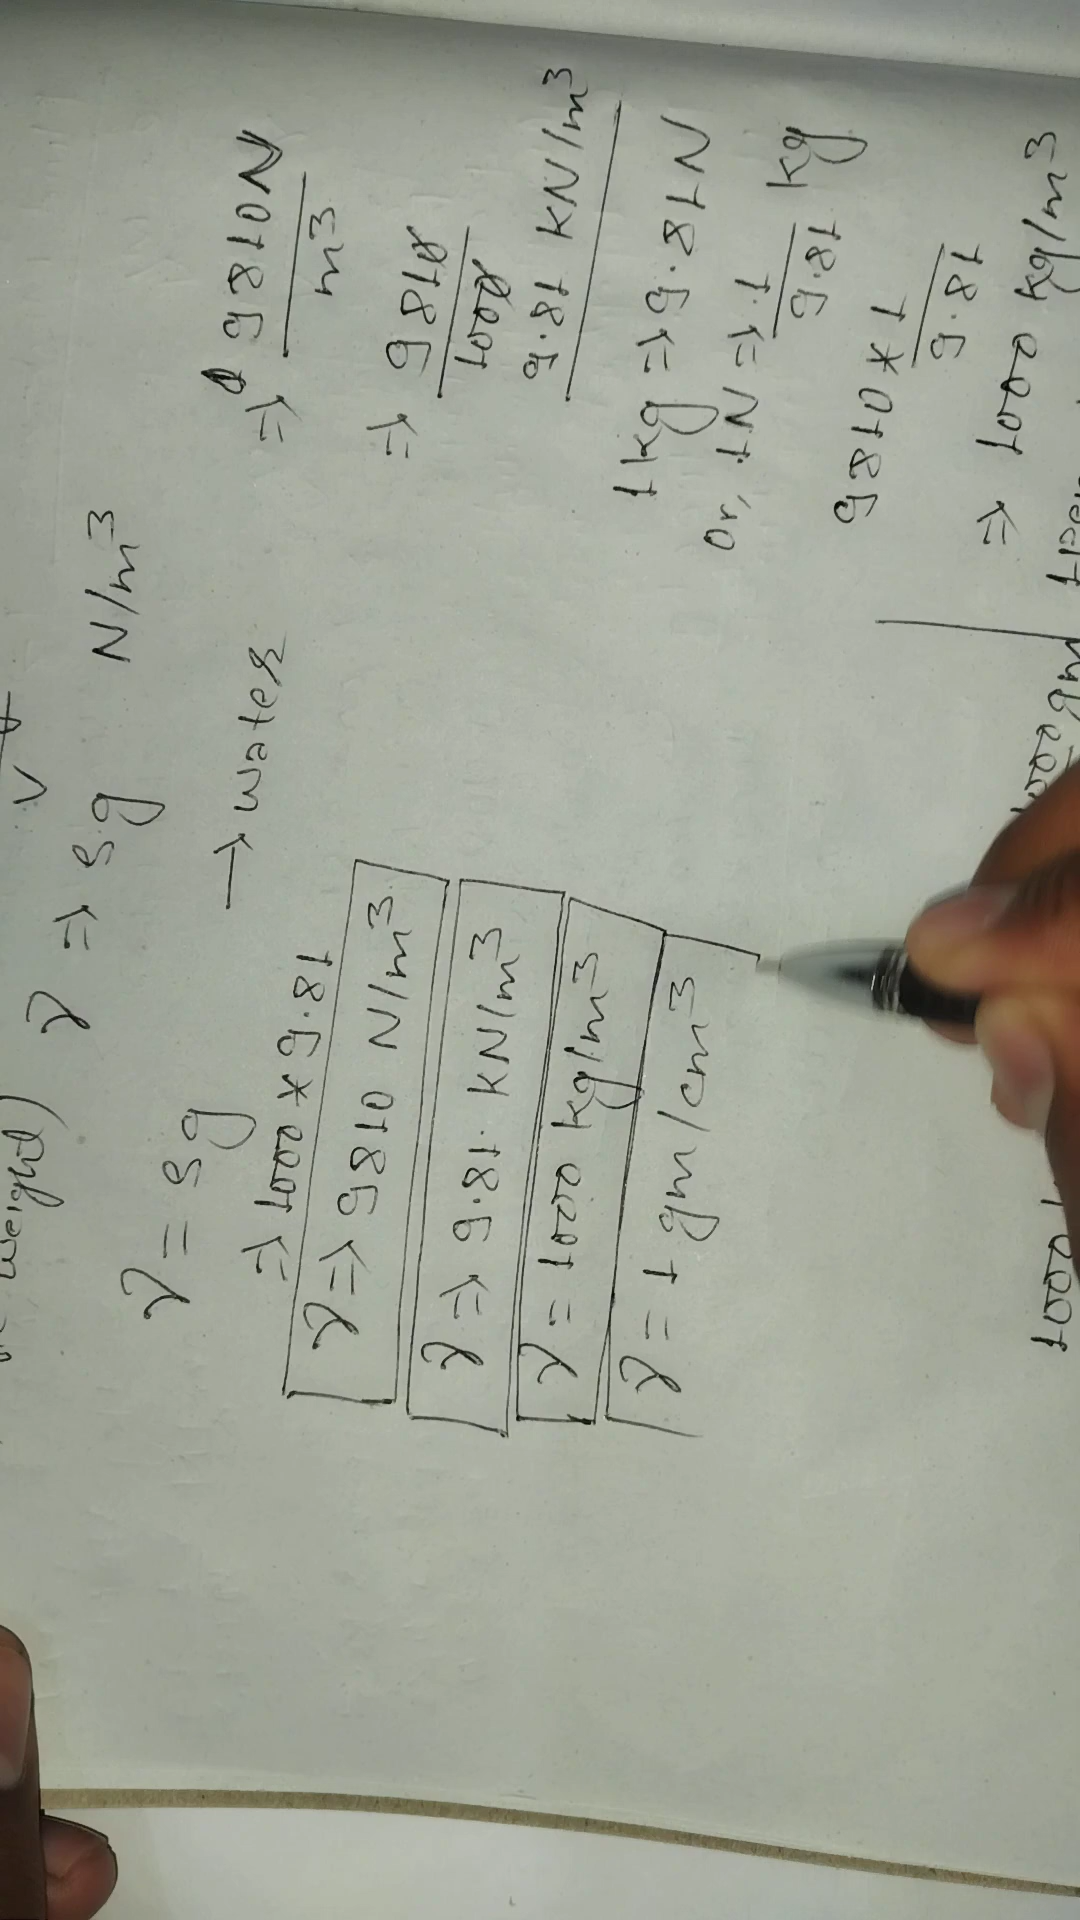 weight)
γ => ρg N/m³
γ = ρg → water
=> 1000 * 9.81
γ => 9810 N/m³
γ => 9.81 KN/m³
γ = 1000 kg/m³
γ = 1 gm/cm³
=> 9810N/m³
=> 9810/1000
9.81 KN/m³
1kg => 9.81N
Or, 1N => 1/9.81 kg
9810 * 1/9.81
=> 1000 kg/m³